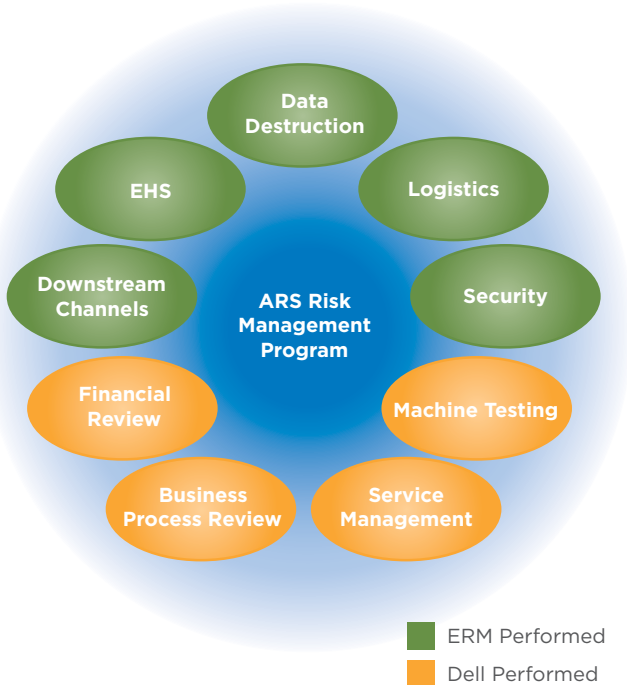 Data
Destruction
EHS
Logistics
Downstream
Channels
Security
ARS Risk
Management
Program
Financial
Review
Machine Testing
Business
Process Review
Service
Management
ERM Performed
Dell Performed